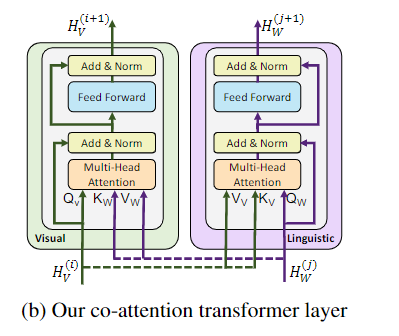 H_V^(i+1) H_W^(j+1)
Add & Norm Add & Norm
Feed Forward Feed Forward
Add & Norm Add & Norm
Multi-Head Multi-Head
Attention Attention
Q_V K_W V_W V_V K_V Q_W
Visual Linguistic
H_V^(i) H_W^(j)
(b) Our co-attention transformer layer